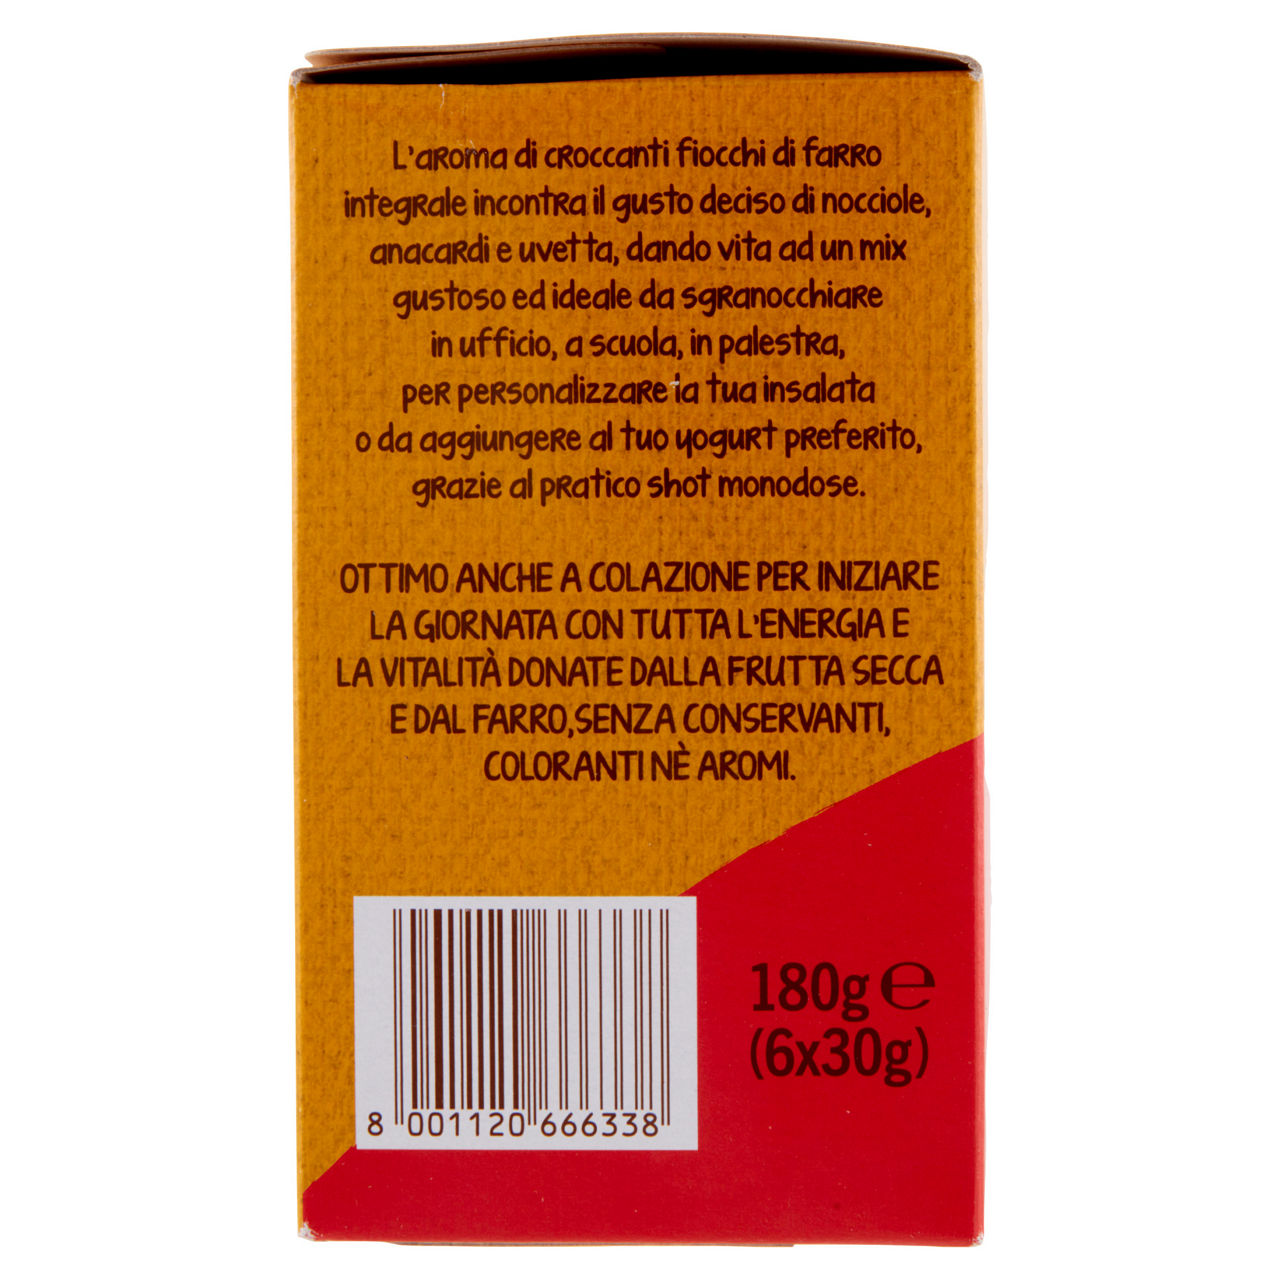 L'aroma di croccanti fiocchi di farro
integrale incontra il gusto deciso di nocciole,
anacardi e uvetta, dando vita ad un mix
gustoso ed ideale da sgranocchiare
in ufficio, a scuola, in palestra,
per personalizzare la tua insalata
o da aggiungere al tuo yogurt preferito,
grazie al pratico shot monodose.
OTTIMO ANCHE A COLAZIONE PER INIZIARE
LA GIORNATA CON TUTTA L'ENERGIA E
LA VITALITÀ DONATE DALLA FRUTTA SECCA
E DAL FARRO, SENZA CONSERVANTI,
COLORANTI NÈ AROMI.
180g ℮
(6x30g)
8 001120 666338